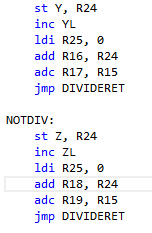 st Y, R24
inc YL
ldi R25, 0
add R16, R24
adc R17, R15
jmp DIVIDERET
NOTDIV:
st Z, R24
inc ZL
ldi R25, 0
add R18, R24
adc R19, R15
jmp DIVIDERET